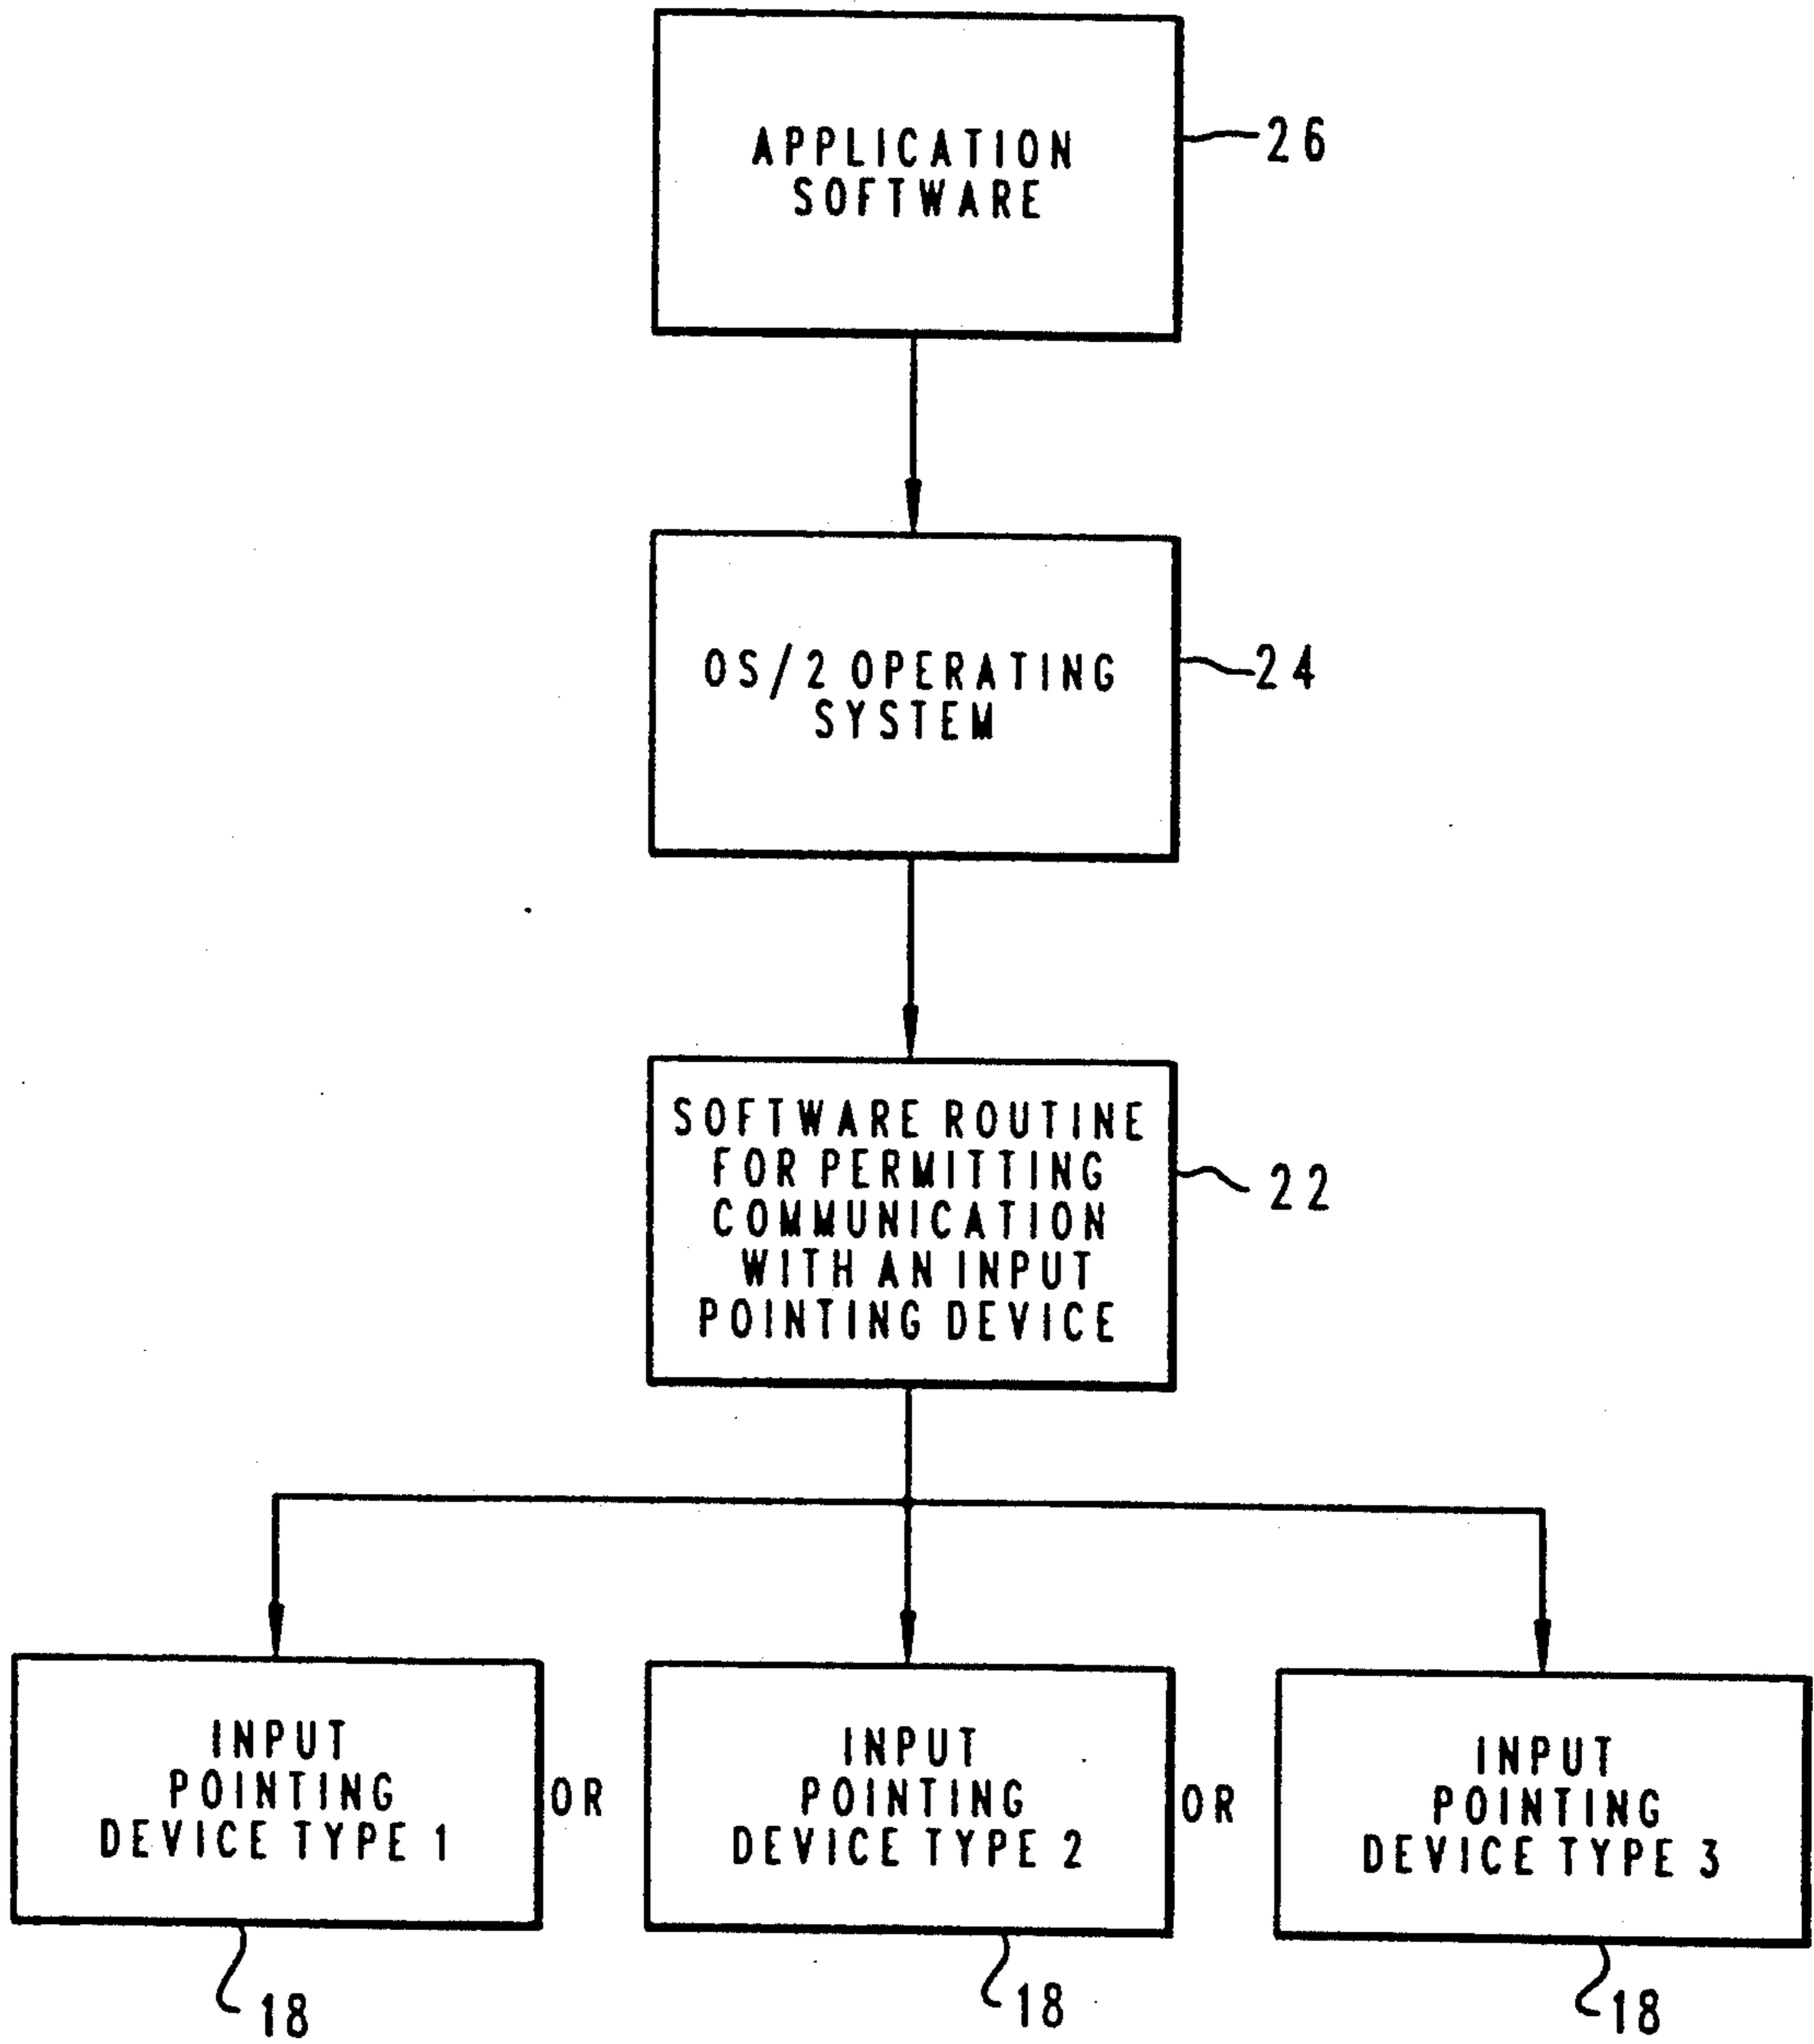 APPLICATION
SOFTWARE
26
OS/2 OPERATING
SYSTEM
24
SOFTWARE ROUTINE
FOR PERMITTING
COMMUNICATION
WITH AN INPUT
POINTING DEVICE
22
INPUT
POINTING
DEVICE TYPE 1
OR
INPUT
POINTING
DEVICE TYPE 2
OR
INPUT
POINTING
DEVICE TYPE 3
18
18
18